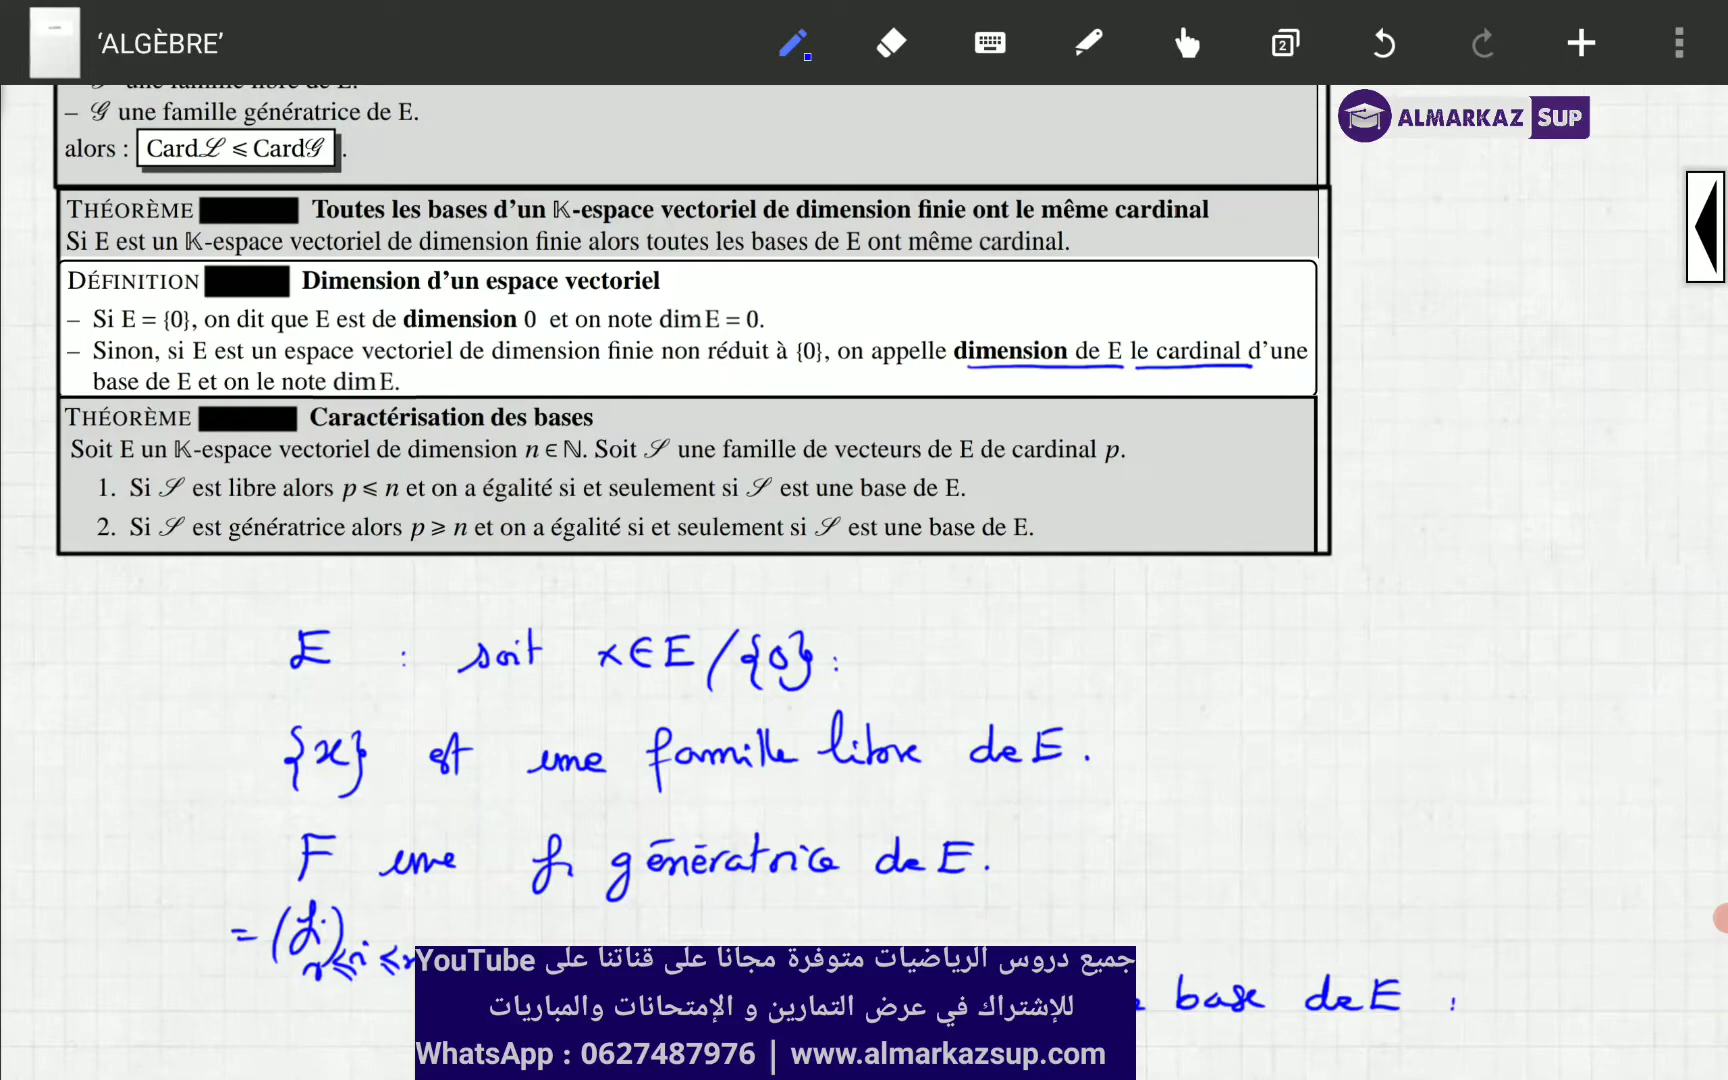 ‘ALGÈBRE’
2
ALMARKAZ SUP
– 𝒢 une famille génératrice de E.
alors : Cardℒ ⩽ Card𝒢 .
THÉORÈME Toutes les bases d’un 𝕂-espace vectoriel de dimension finie ont le même cardinal
Si E est un 𝕂-espace vectoriel de dimension finie alors toutes les bases de E ont même cardinal.
DÉFINITION Dimension d’un espace vectoriel
– Si E = {0}, on dit que E est de dimension 0 et on note dim E = 0.
– Sinon, si E est un espace vectoriel de dimension finie non réduit à {0}, on appelle dimension de E le cardinal d’une
base de E et on le note dim E.
THÉORÈME Caractérisation des bases
Soit E un 𝕂-espace vectoriel de dimension n ∈ ℕ. Soit 𝒮 une famille de vecteurs de E de cardinal p.
1. Si 𝒮 est libre alors p ⩽ n et on a égalité si et seulement si 𝒮 est une base de E.
2. Si 𝒮 est génératrice alors p ⩾ n et on a égalité si et seulement si 𝒮 est une base de E.
E : soit x∈E/{0} :
{x} est une famille libre de E.
F une f génératrice de E.
base de E :
جميع دروس الرياضيات متوفرة مجانا على قناتنا على YouTube
للإشتراك في عرض التمارين و الإمتحانات والمباريات
WhatsApp : 0627487976 | www.almarkazsup.com